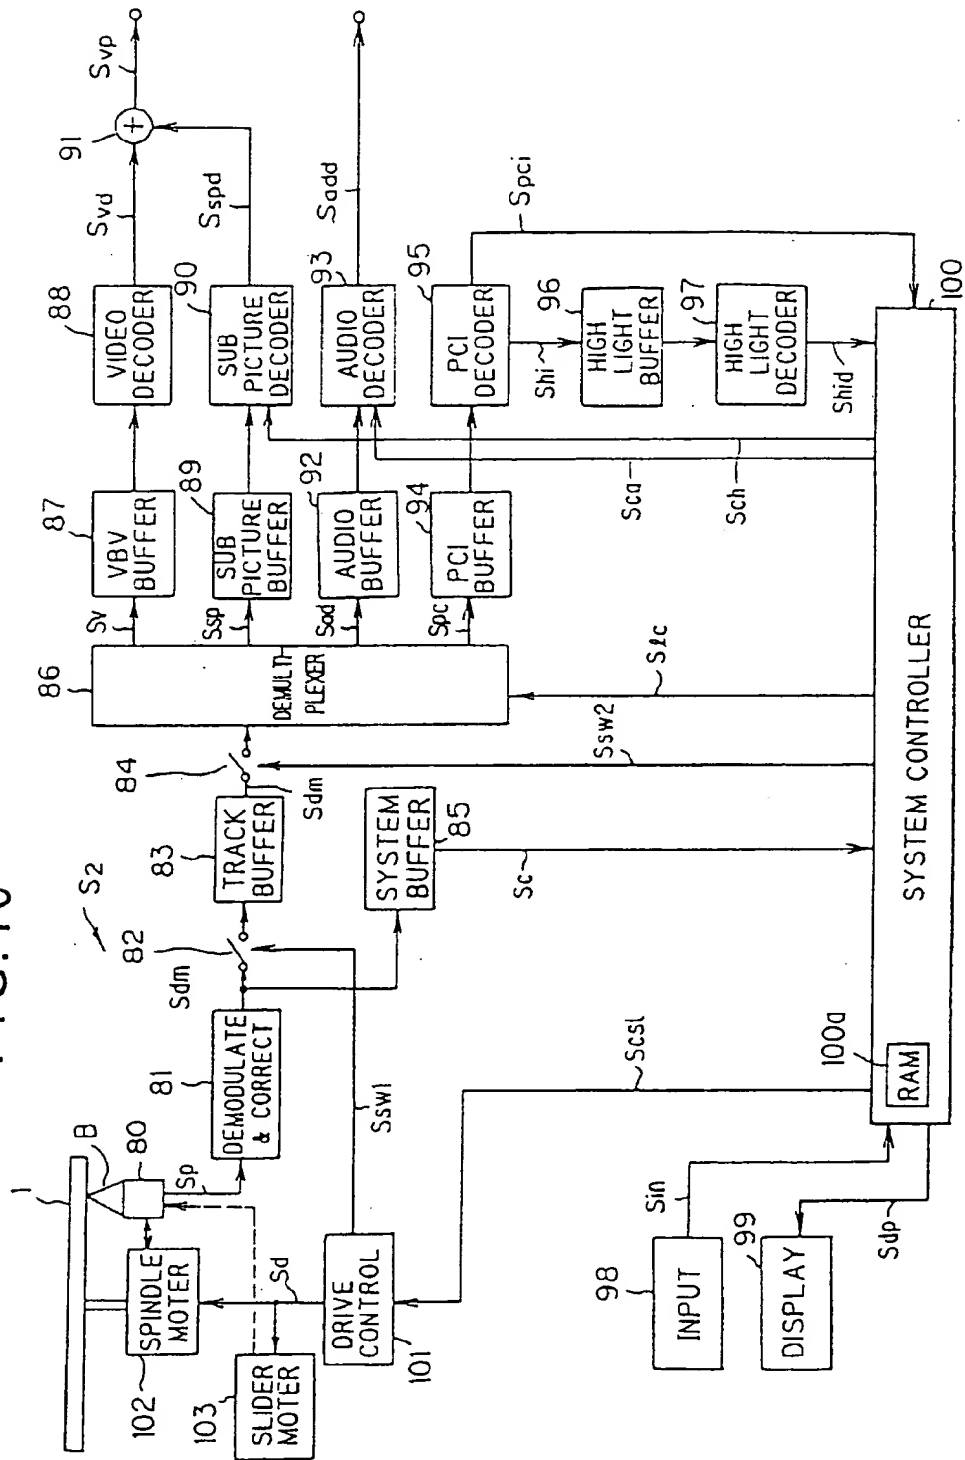 S2
1
B
80
Sp
SPINDLE
MOTER
102
SLIDER
MOTER
103
Sd
DRIVE
CONTROL
101
81
DEMODULATE
& CORRECT
Sdm
82
Ssw1
TRACK
BUFFER
83
84
Sdm
SYSTEM
BUFFER
85
Sc
Ssw2
Slc
86
DEMULTI
PLEXER
Sv
Ssp
Sad
Spc
87
VBV
BUFFER
89
SUB
PICTURE
BUFFER
92
AUDIO
BUFFER
94
PCI
BUFFER
88
VIDEO
DECODER
90
SUB
PICTURE
DECODER
93
AUDIO
DECODER
95
PCI
DECODER
Svd
91
+
Svp
Sspd
Sadd
Spci
Shi
96
HIGH
LIGHT
BUFFER
97
HIGH
LIGHT
DECODER
Shid
Sca
Sch
Scsl
98
INPUT
Sin
99
DISPLAY
Sdp
100a
RAM
SYSTEM CONTROLLER
100